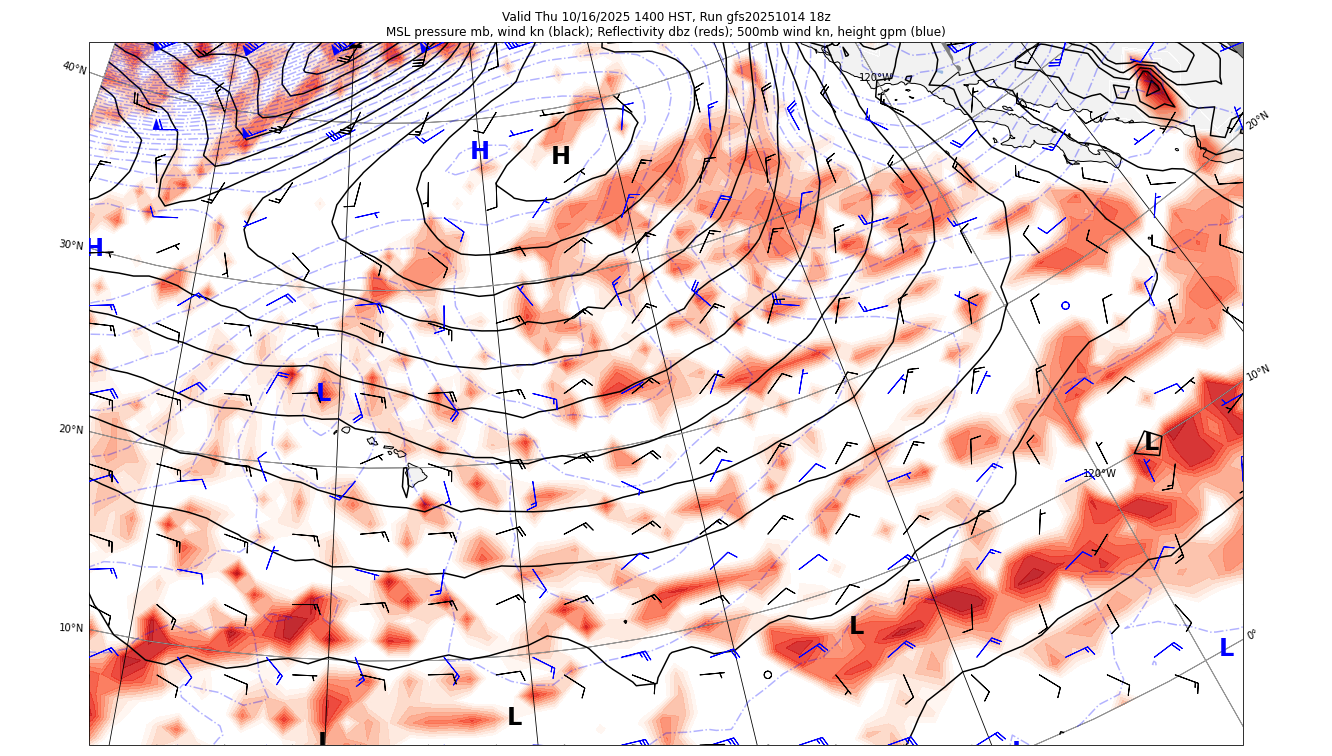 Valid Thu 10/16/2025 1400 HST, Run gfs20251014 18z
MSL pressure mb, wind kn (black); Reflectivity dbz (reds); 500mb wind kn, height gpm (blue)
40°N
120°W
20°N
H
H
30°N
H
10°N
L
20°N
L
120°W
10°N
L
0°
L
L
L
L